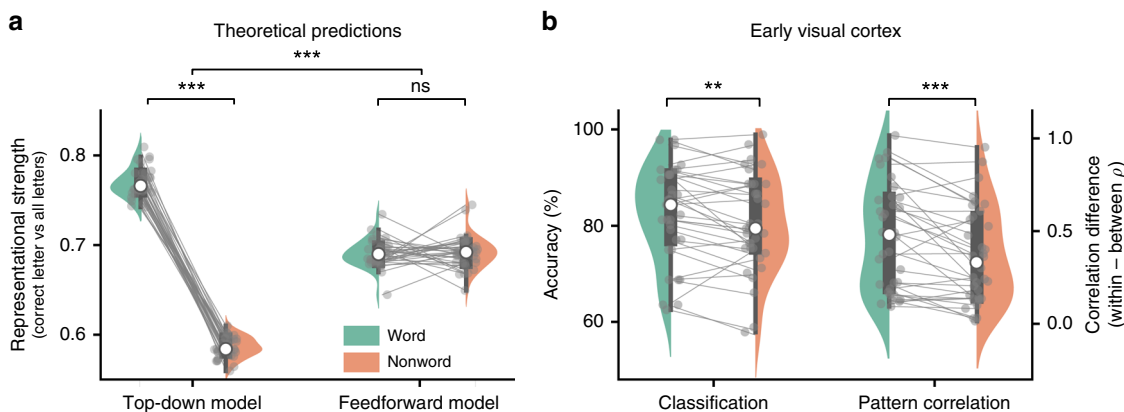 a
Theoretical predictions
***
***
ns
Representational strength
(correct letter vs all letters)
0.8
0.7
0.6
Word
Nonword
Top-down model
Feedforward model
b
Early visual cortex
**
***
Accuracy (%)
100
80
60
1.0
0.5
0.0
Correlation difference
(within – between ρ)
Classification
Pattern correlation